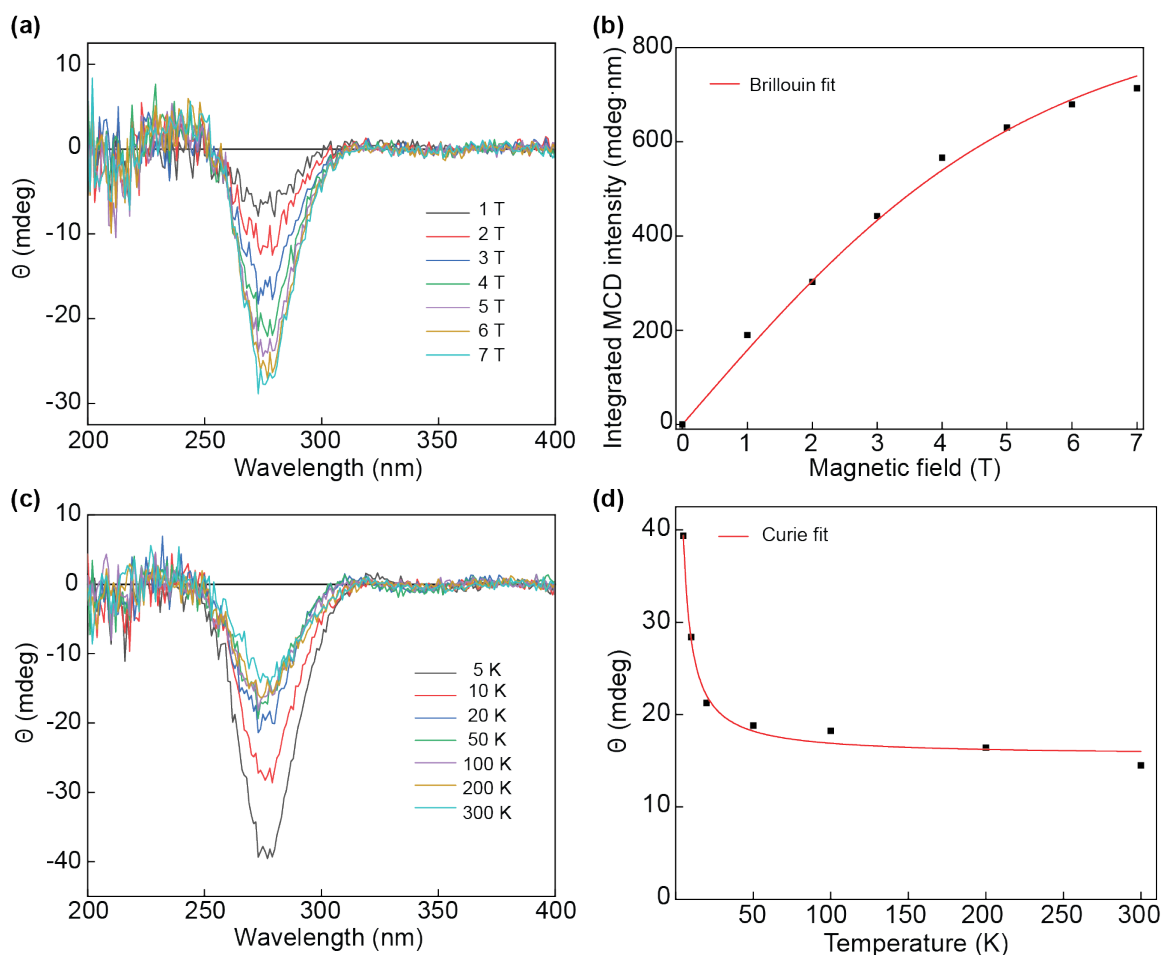 (a)
10
0
-10
-20
-30
Θ (mdeg)
1 T
2 T
3 T
4 T
5 T
6 T
7 T
200 250 300 350 400
Wavelength (nm)
(b)
800
600
400
200
0
Integrated MCD intensity (mdeg·nm)
Brillouin fit
0 1 2 3 4 5 6 7
Magnetic field (T)
(c)
10
0
-10
-20
-30
-40
Θ (mdeg)
5 K
10 K
20 K
50 K
100 K
200 K
300 K
200 250 300 350 400
Wavelength (nm)
(d)
40
30
20
10
0
Θ (mdeg)
Curie fit
50 100 150 200 250 300
Temperature (K)